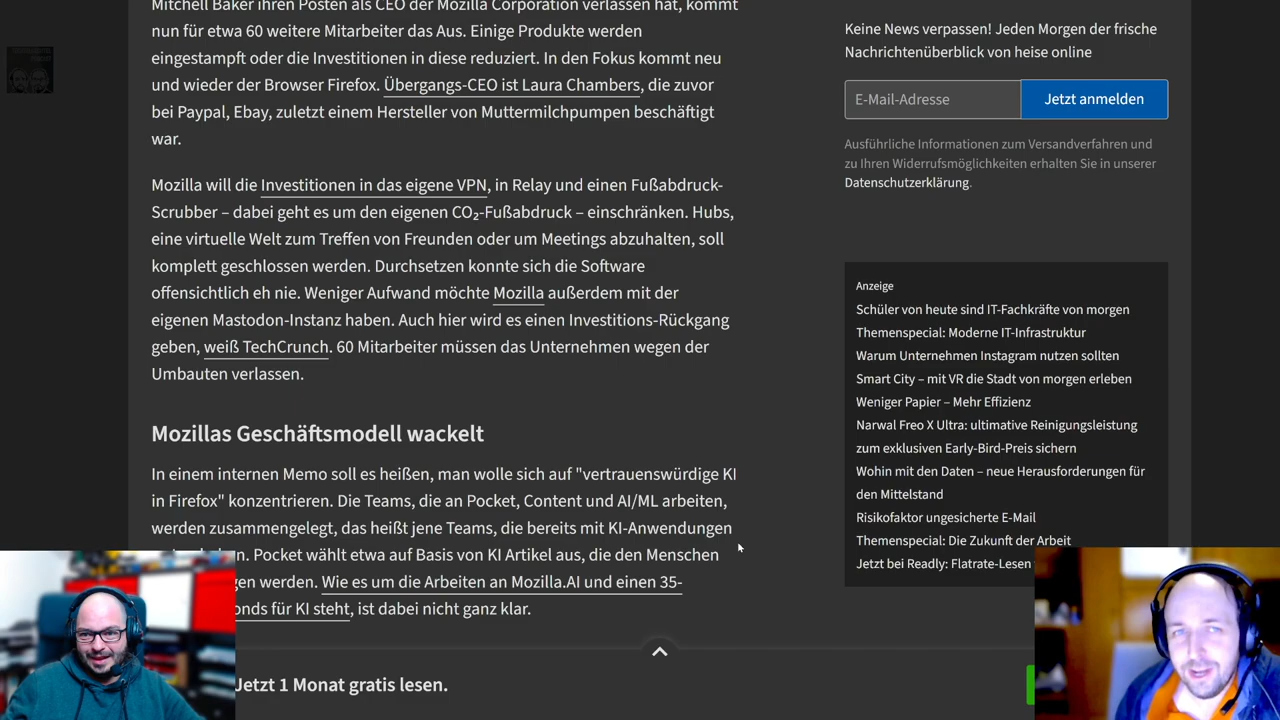 Mitchell Baker ihren Posten als CEO der Mozilla Corporation verlassen hat, kommt
nun für etwa 60 weitere Mitarbeiter das Aus. Einige Produkte werden
eingestampft oder die Investitionen in diese reduziert. In den Fokus kommt neu
und wieder der Browser Firefox. Übergangs-CEO ist Laura Chambers, die zuvor
bei Paypal, Ebay, zuletzt einem Hersteller von Muttermilchpumpen beschäftigt
war.
Mozilla will die Investitionen in das eigene VPN, in Relay und einen Fußabdruck-
Scrubber – dabei geht es um den eigenen CO₂-Fußabdruck – einschränken. Hubs,
eine virtuelle Welt zum Treffen von Freunden oder um Meetings abzuhalten, soll
komplett geschlossen werden. Durchsetzen konnte sich die Software
offensichtlich eh nie. Weniger Aufwand möchte Mozilla außerdem mit der
eigenen Mastodon-Instanz haben. Auch hier wird es einen Investitions-Rückgang
geben, weiß TechCrunch. 60 Mitarbeiter müssen das Unternehmen wegen der
Umbauten verlassen.
Mozillas Geschäftsmodell wackelt
In einem internen Memo soll es heißen, man wolle sich auf "vertrauenswürdige KI
in Firefox" konzentrieren. Die Teams, die an Pocket, Content und AI/ML arbeiten,
werden zusammengelegt, das heißt jene Teams, die bereits mit KI-Anwendungen
Pocket wählt etwa auf Basis von KI Artikel aus, die den Menschen
werden. Wie es um die Arbeiten an Mozilla.AI und einen 35-
für KI steht, ist dabei nicht ganz klar.
Jetzt 1 Monat gratis lesen.
Keine News verpassen! Jeden Morgen der frische
Nachrichtenüberblick von heise online
E-Mail-Adresse
Jetzt anmelden
Ausführliche Informationen zum Versandverfahren und
zu Ihren Widerrufsmöglichkeiten erhalten Sie in unserer
Datenschutzerklärung.
Anzeige
Schüler von heute sind IT-Fachkräfte von morgen
Themenspecial: Moderne IT-Infrastruktur
Warum Unternehmen Instagram nutzen sollten
Smart City – mit VR die Stadt von morgen erleben
Weniger Papier – Mehr Effizienz
Narwal Freo X Ultra: ultimative Reinigungsleistung
zum exklusiven Early-Bird-Preis sichern
Wohin mit den Daten – neue Herausforderungen für
den Mittelstand
Risikofaktor ungesicherte E-Mail
Themenspecial: Die Zukunft der Arbeit
Jetzt bei Readly: Flatrate-Lesen